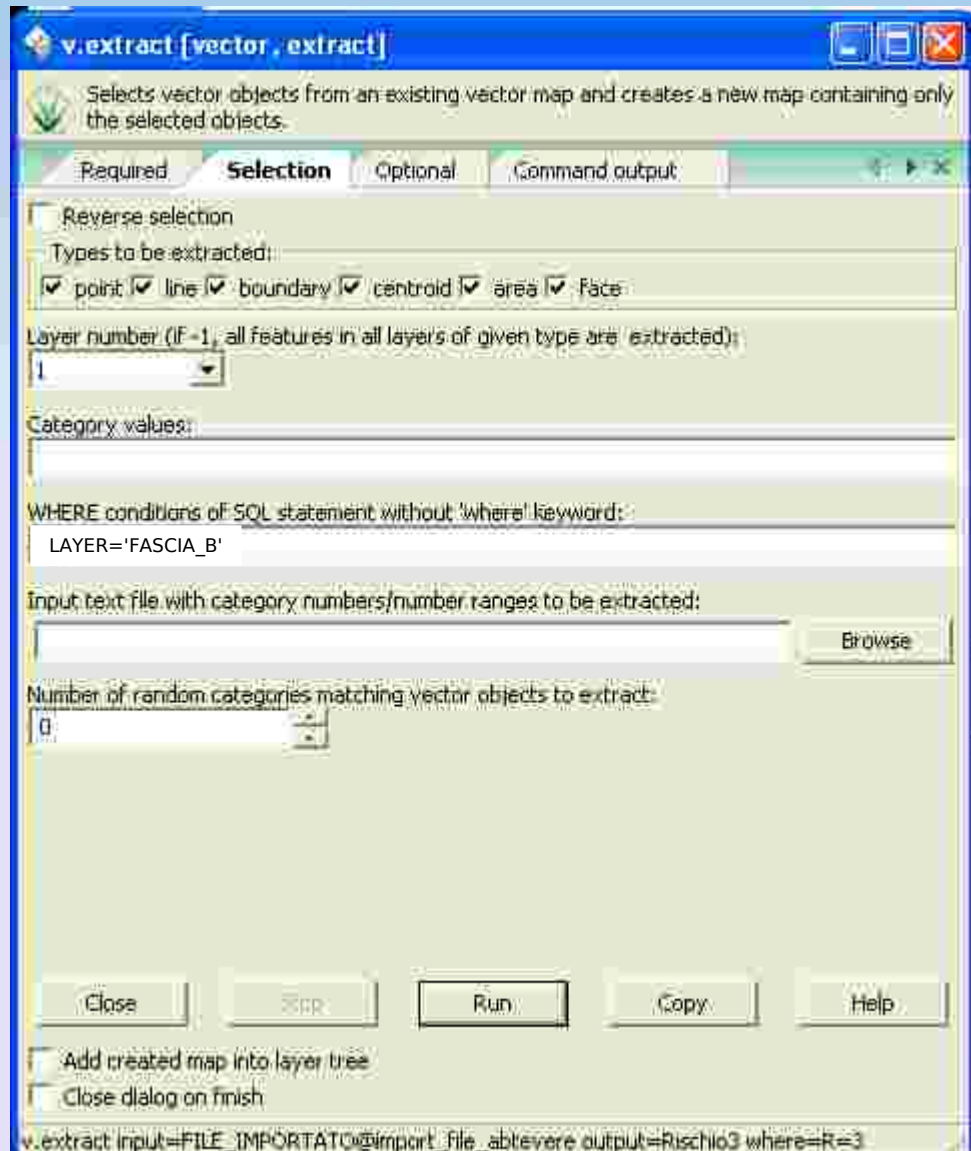 v.extract [vector, extract]
Selects vector objects from an existing vector map and creates a new map containing only
the selected objects.
Required Selection Optional Command output
Reverse selection
Types to be extracted:
point line boundary centroid area face
Layer number (if -1, all features in all layers of given type are extracted):
1
Category values:
WHERE conditions of SQL statement without 'where' keyword:
LAYER='FASCIA_B'
Input text file with category numbers/number ranges to be extracted:
Browse
Number of random categories matching vector objects to extract:
0
Close Stop Run Copy Help
Add created map into layer tree
Close dialog on finish
v.extract input=FILE_IMPORTATO@import_file_abtevere output=Rischio3 where=R=3